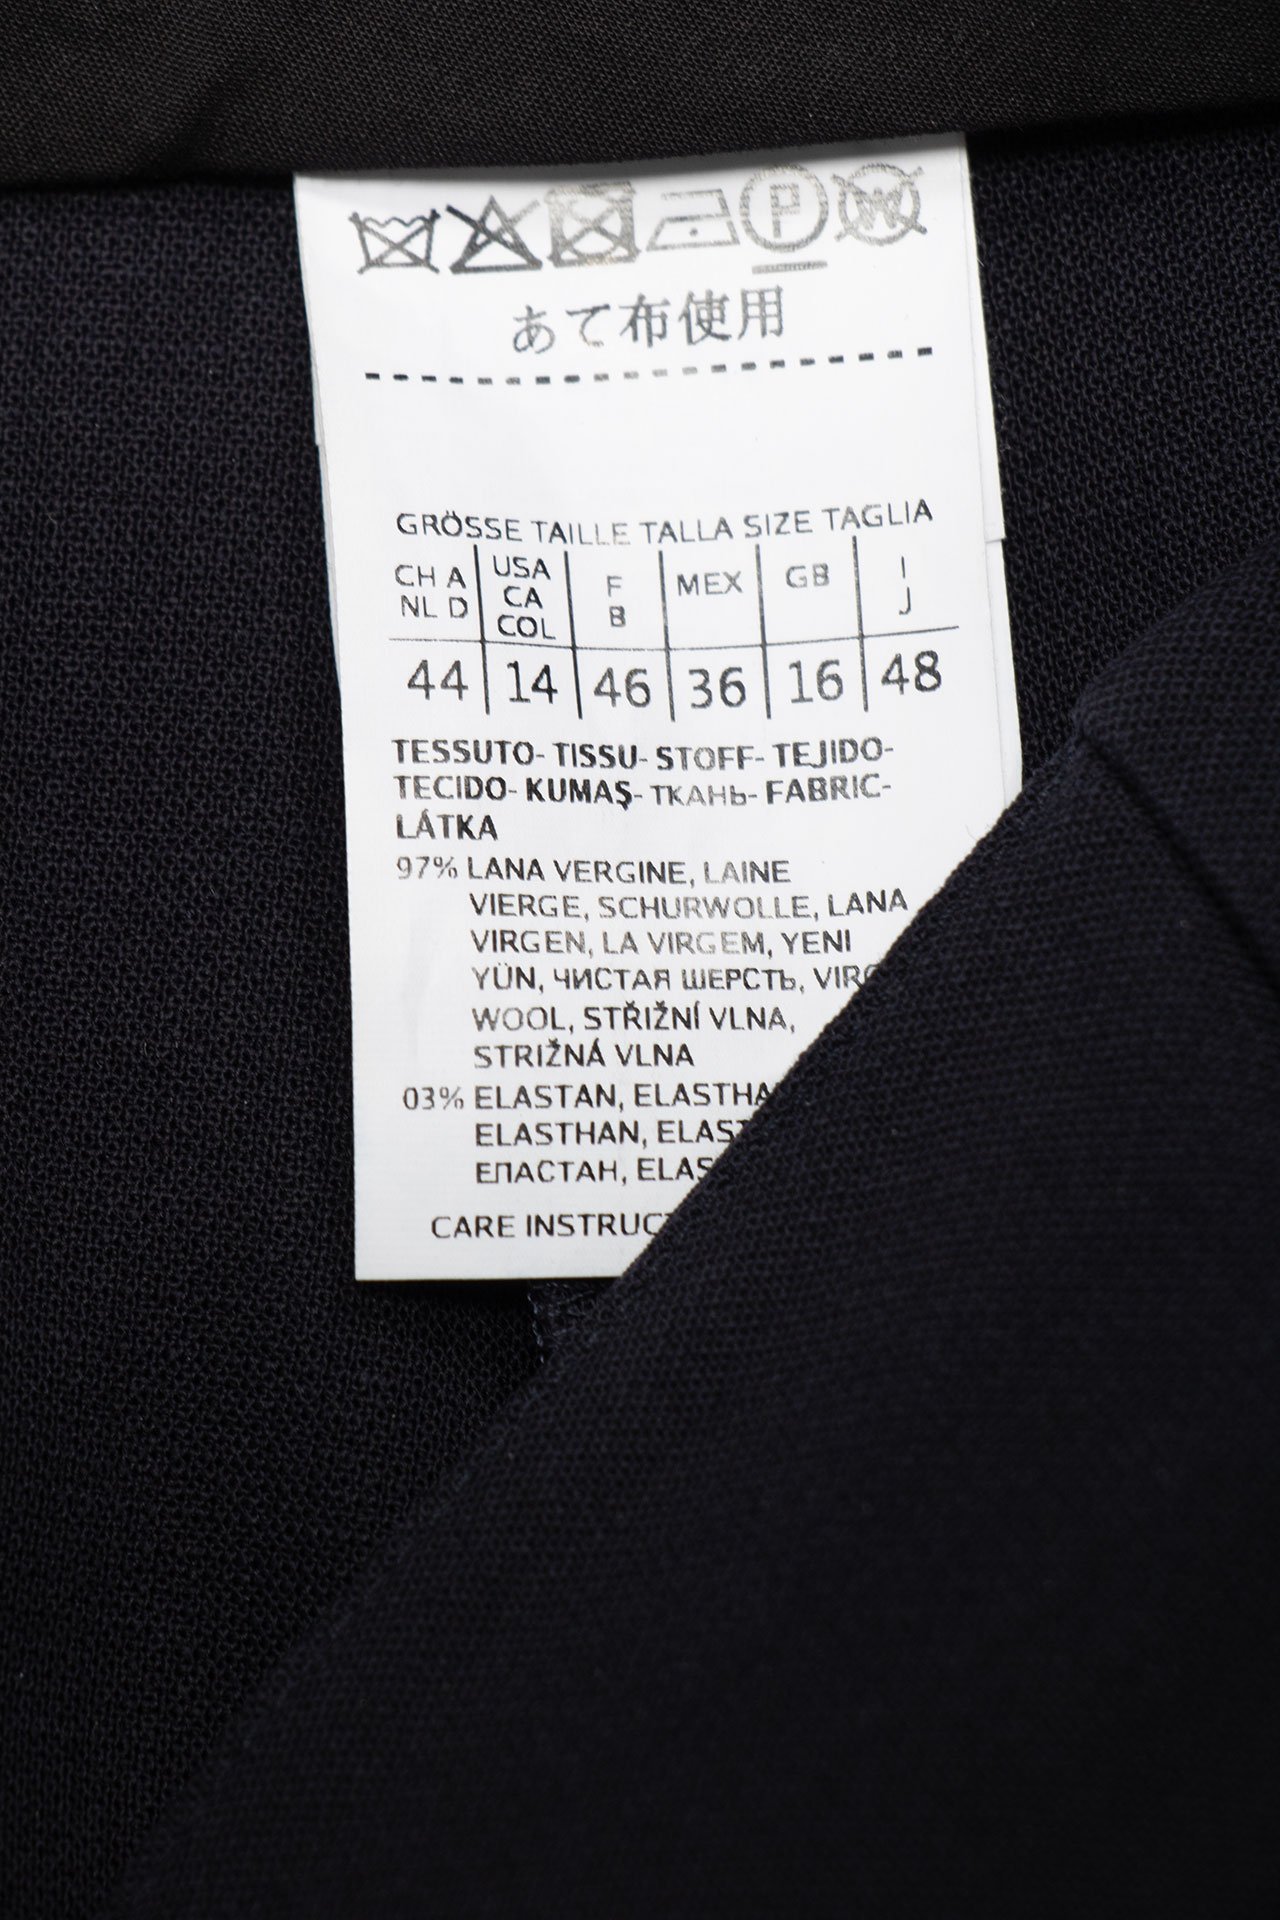 P W
あて布使用
GRÖSSE TAILLE TALLA SIZE TAGLIA
CH A NL D USA CA COL F B MEX GB I J
44 14 46 36 16 48
TESSUTO- TISSU- STOFF- TEJIDO-
TECIDO- KUMAŞ- ТКАНЬ- FABRIC-
LÁTKA
97% LANA VERGINE, LAINE
VIERGE, SCHURWOLLE, LANA
VIRGEN, LA VIRGEM, YENI
YÜN, ЧИСТАЯ ШЕРСТЬ,
WOOL, STŘIŽNÍ VLNA,
STRIŽNÁ VLNA
03% ELASTAN,
ELASTHAN,
ЕПАСТАН,
CARE